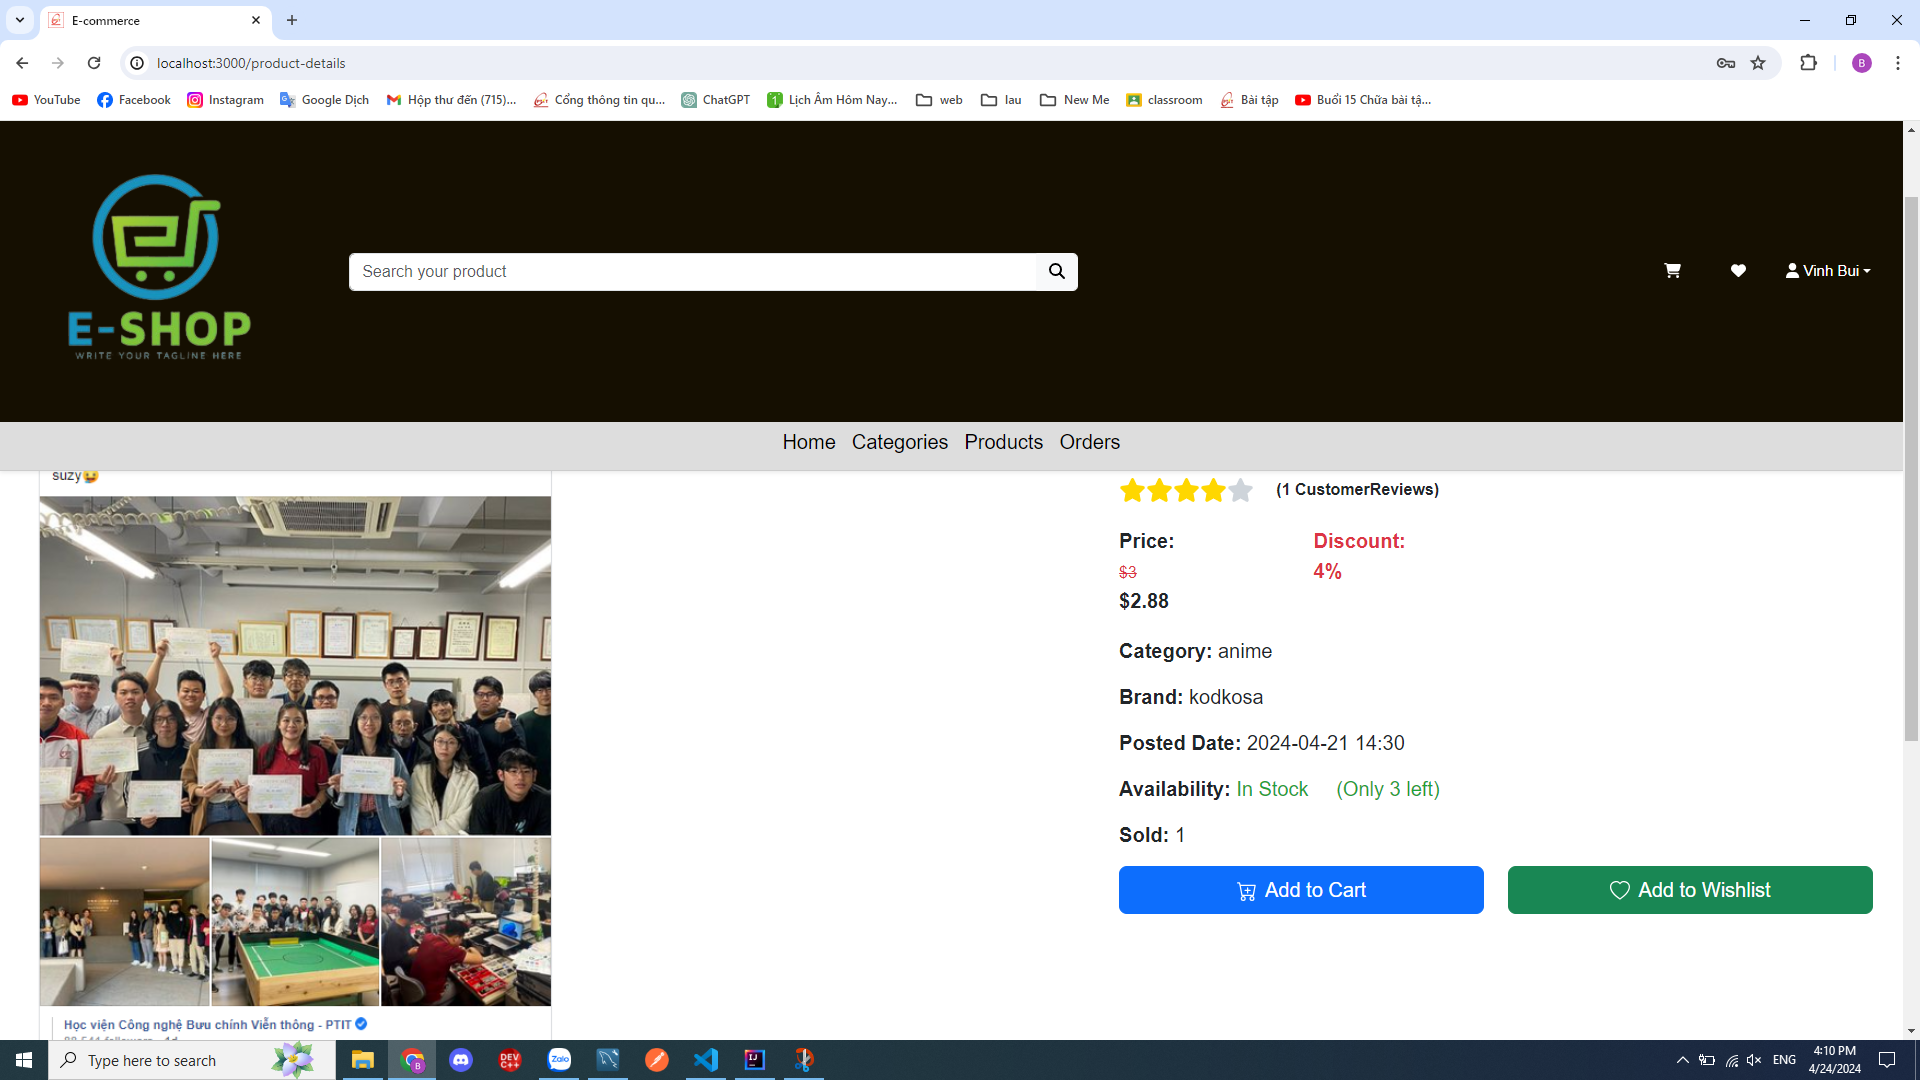 E-commerce
localhost:3000/product-details
B
YouTube
Facebook
Instagram
Google Dịch
Hộp thư đến (715)...
Cổng thông tin qu...
ChatGPT
1
Lịch Âm Hôm Nay...
web
lau
New Me
classroom
Bài tập
Buổi 15 Chữa bài tậ...
E-SHOP
WRITE YOUR TAGLINE HERE
Search your product
Vinh Bui
Home
Categories
Products
Orders
suzy
(1 CustomerReviews)
Price:
Discount:
$3
4%
$2.88
Category: anime
Brand: kodkosa
Posted Date: 2024-04-21 14:30
Availability: In Stock (Only 3 left)
Sold: 1
Add to Cart
Add to Wishlist
Học viện Công nghệ Bưu chính Viễn thông - PTIT
Type here to search
B
DEV
C++
Zalo
IJ
ENG
4:10 PM
4/24/2024